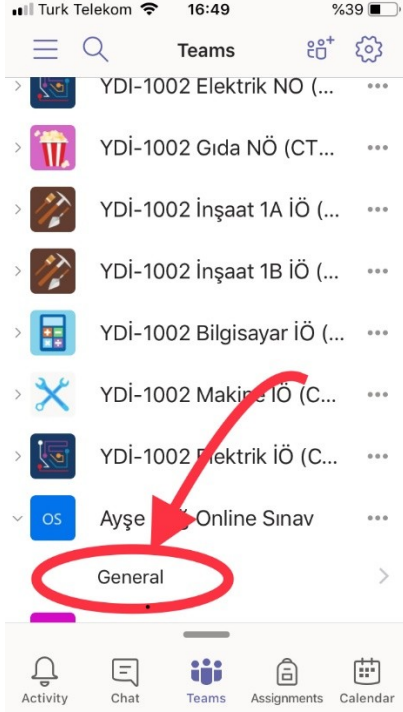 Turk Telekom 16:49 %39
Teams
YDİ-1002 Elektrik NÖ (...
YDİ-1002 Gıda NÖ (CT...
YDİ-1002 İnşaat 1A İÖ (...
YDİ-1002 İnşaat 1B İÖ (...
YDİ-1002 Bilgisayar İÖ (...
YDİ-1002 Makine İÖ (C...
YDİ-1002 Elektrik İÖ (C...
OS Ayşe Online Sınav
General
Activity Chat Teams Assignments Calendar